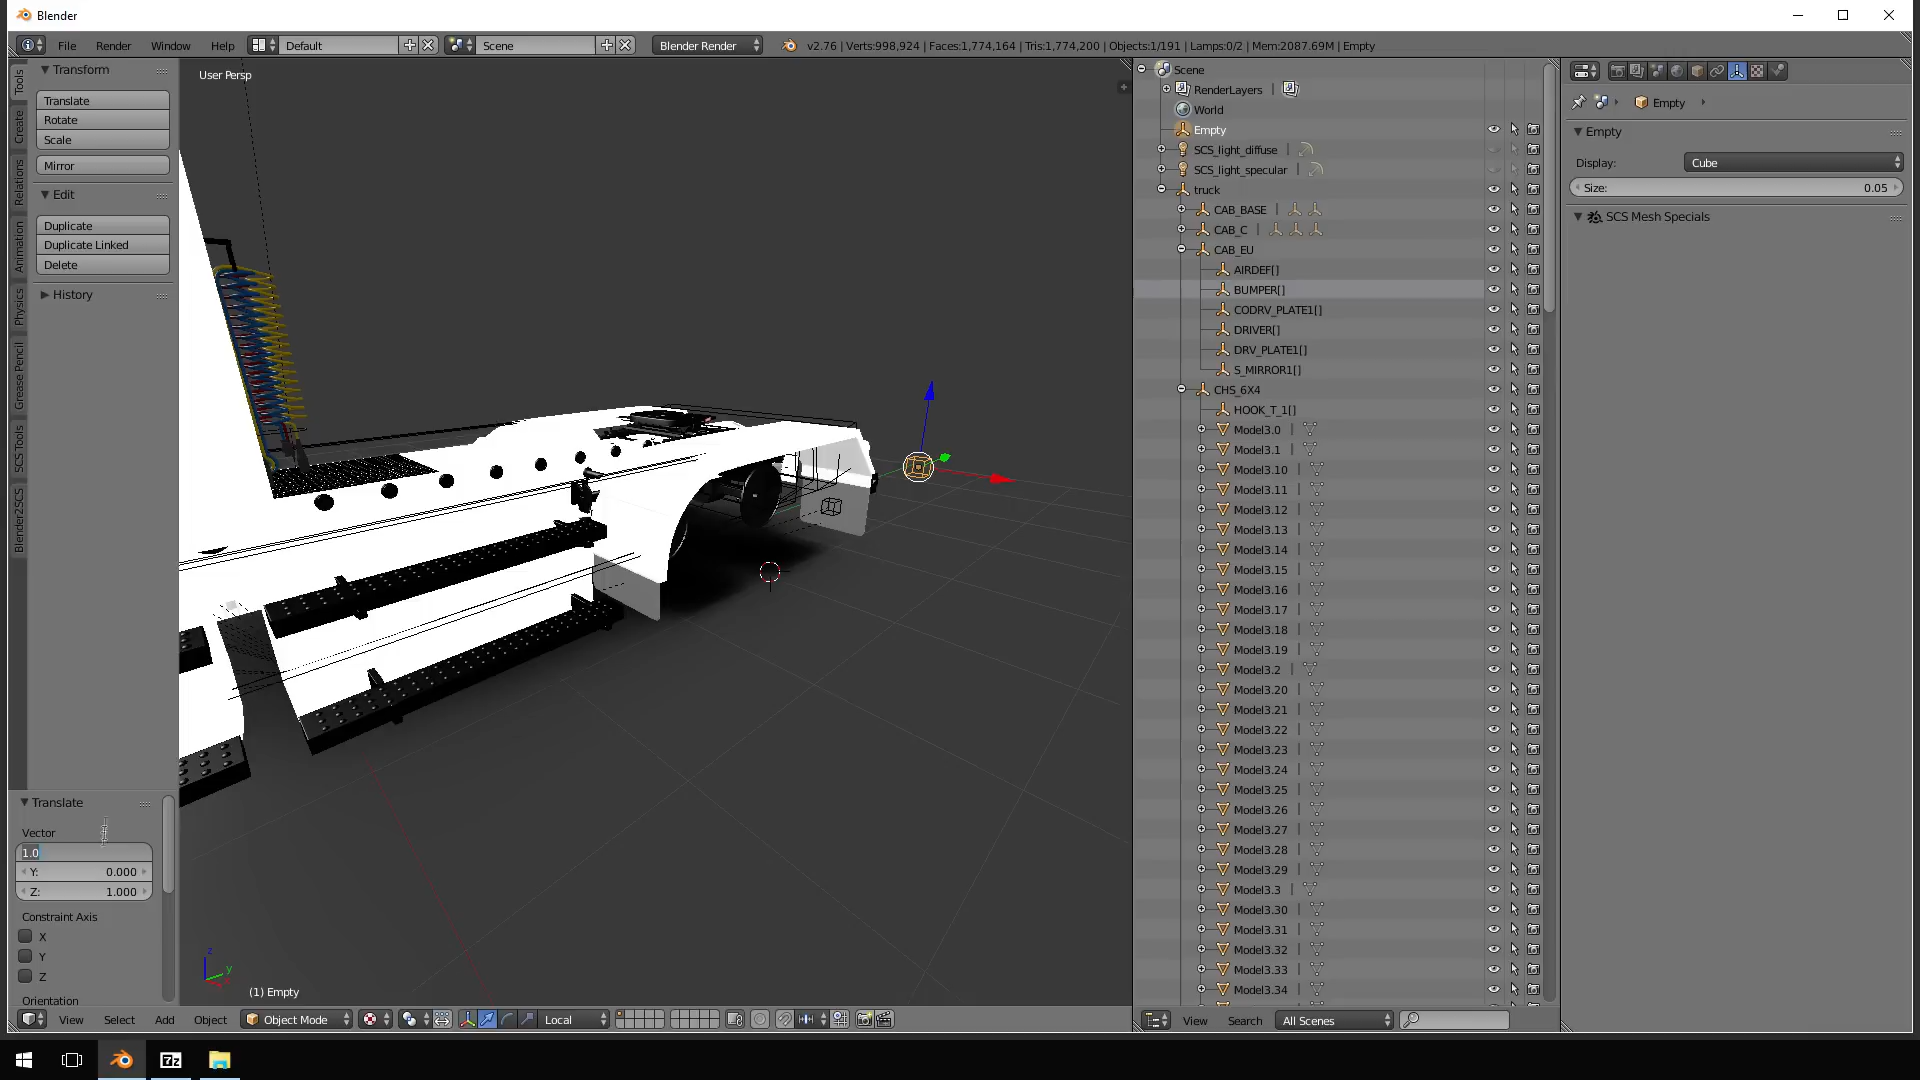 Blender
File Render Window Help Default Scene Blender Render v2.76 | Verts:998,924 | Faces:1,774,164 | Tris:1,774,200 | Objects:1/191 | Lamps:0/2 | Mem:2087.69M | Empty
Tools
Create
Relations
Animation
Physics
Grease Pencil
SCS Tools
Blender2SCS
Transform
Translate
Rotate
Scale
Mirror
Edit
Duplicate
Duplicate Linked
Delete
History
Translate
Vector
1.0
Y: 0.000
Z: 1.000
Constraint Axis
X
Y
Z
Orientation
User Persp
z
y
(1) Empty
View Select Add Object Object Mode Local
Scene
RenderLayers |
World
Empty
SCS_light_diffuse |
SCS_light_specular |
truck
CAB_BASE |
CAB_C |
CAB_EU
AIRDEF[]
BUMPER[]
CODRV_PLATE1[]
DRIVER[]
DRV_PLATE1[]
S_MIRROR1[]
CHS_6X4
HOOK_T_1[]
Model3.0 |
Model3.1 |
Model3.10 |
Model3.11 |
Model3.12 |
Model3.13 |
Model3.14 |
Model3.15 |
Model3.16 |
Model3.17 |
Model3.18 |
Model3.19 |
Model3.2 |
Model3.20 |
Model3.21 |
Model3.22 |
Model3.23 |
Model3.24 |
Model3.25 |
Model3.26 |
Model3.27 |
Model3.28 |
Model3.29 |
Model3.3 |
Model3.30 |
Model3.31 |
Model3.32 |
Model3.33 |
Model3.34 |
View Search All Scenes
Empty
Empty
Display: Cube
Size: 0.05
SCS Mesh Specials
7z